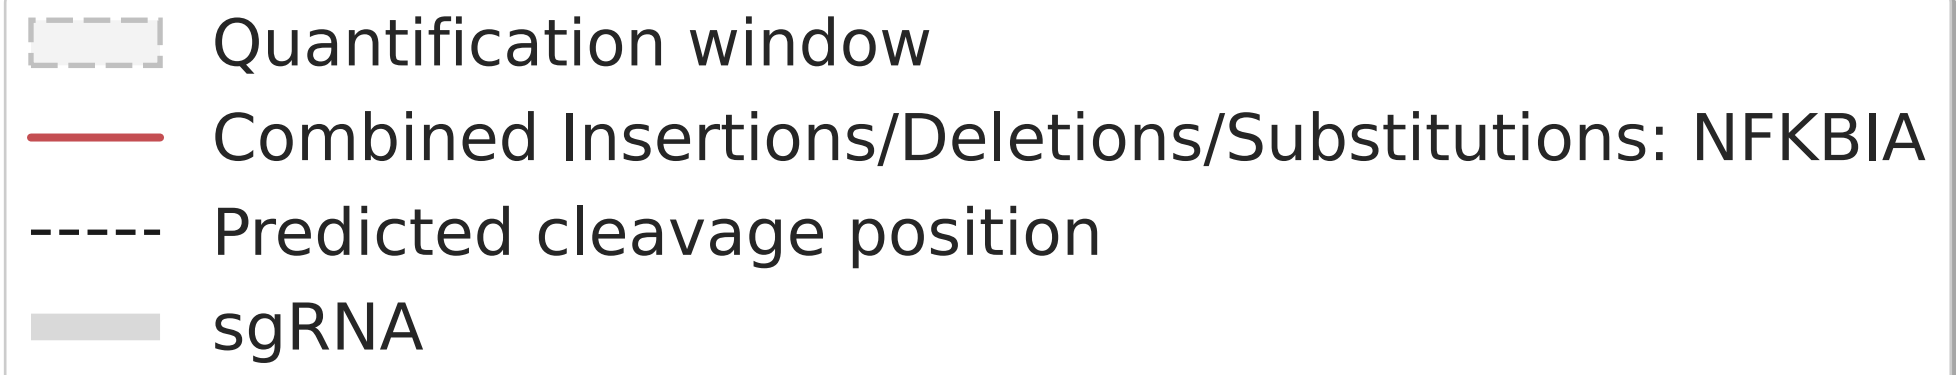 Quantification window
Combined Insertions/Deletions/Substitutions: NFKBIA
Predicted cleavage position
sgRNA